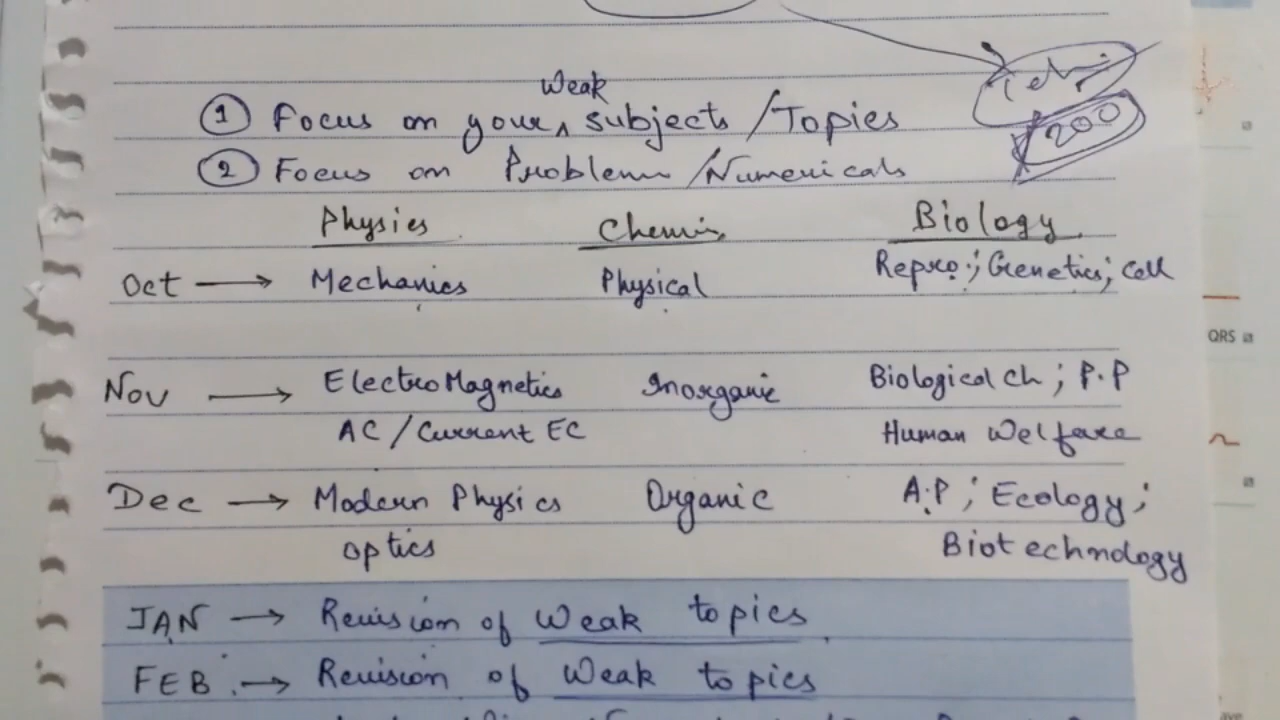 ① Focus on your weak subjects/Topics
② Focus on Problem/Numericals
200
Physics Chemis Biology
Oct → Mechanics Physical Repro.; Genetics; Cell
Nov → ElectroMagnetics Inorganic Biological Ch; P.P
AC/Current EC Human Welfare
Dec → Modern Physics Organic A.P; Ecology;
Optics Biotechnology
JAN → Revision of Weak topics
FEB → Revision of Weak topics
QRS